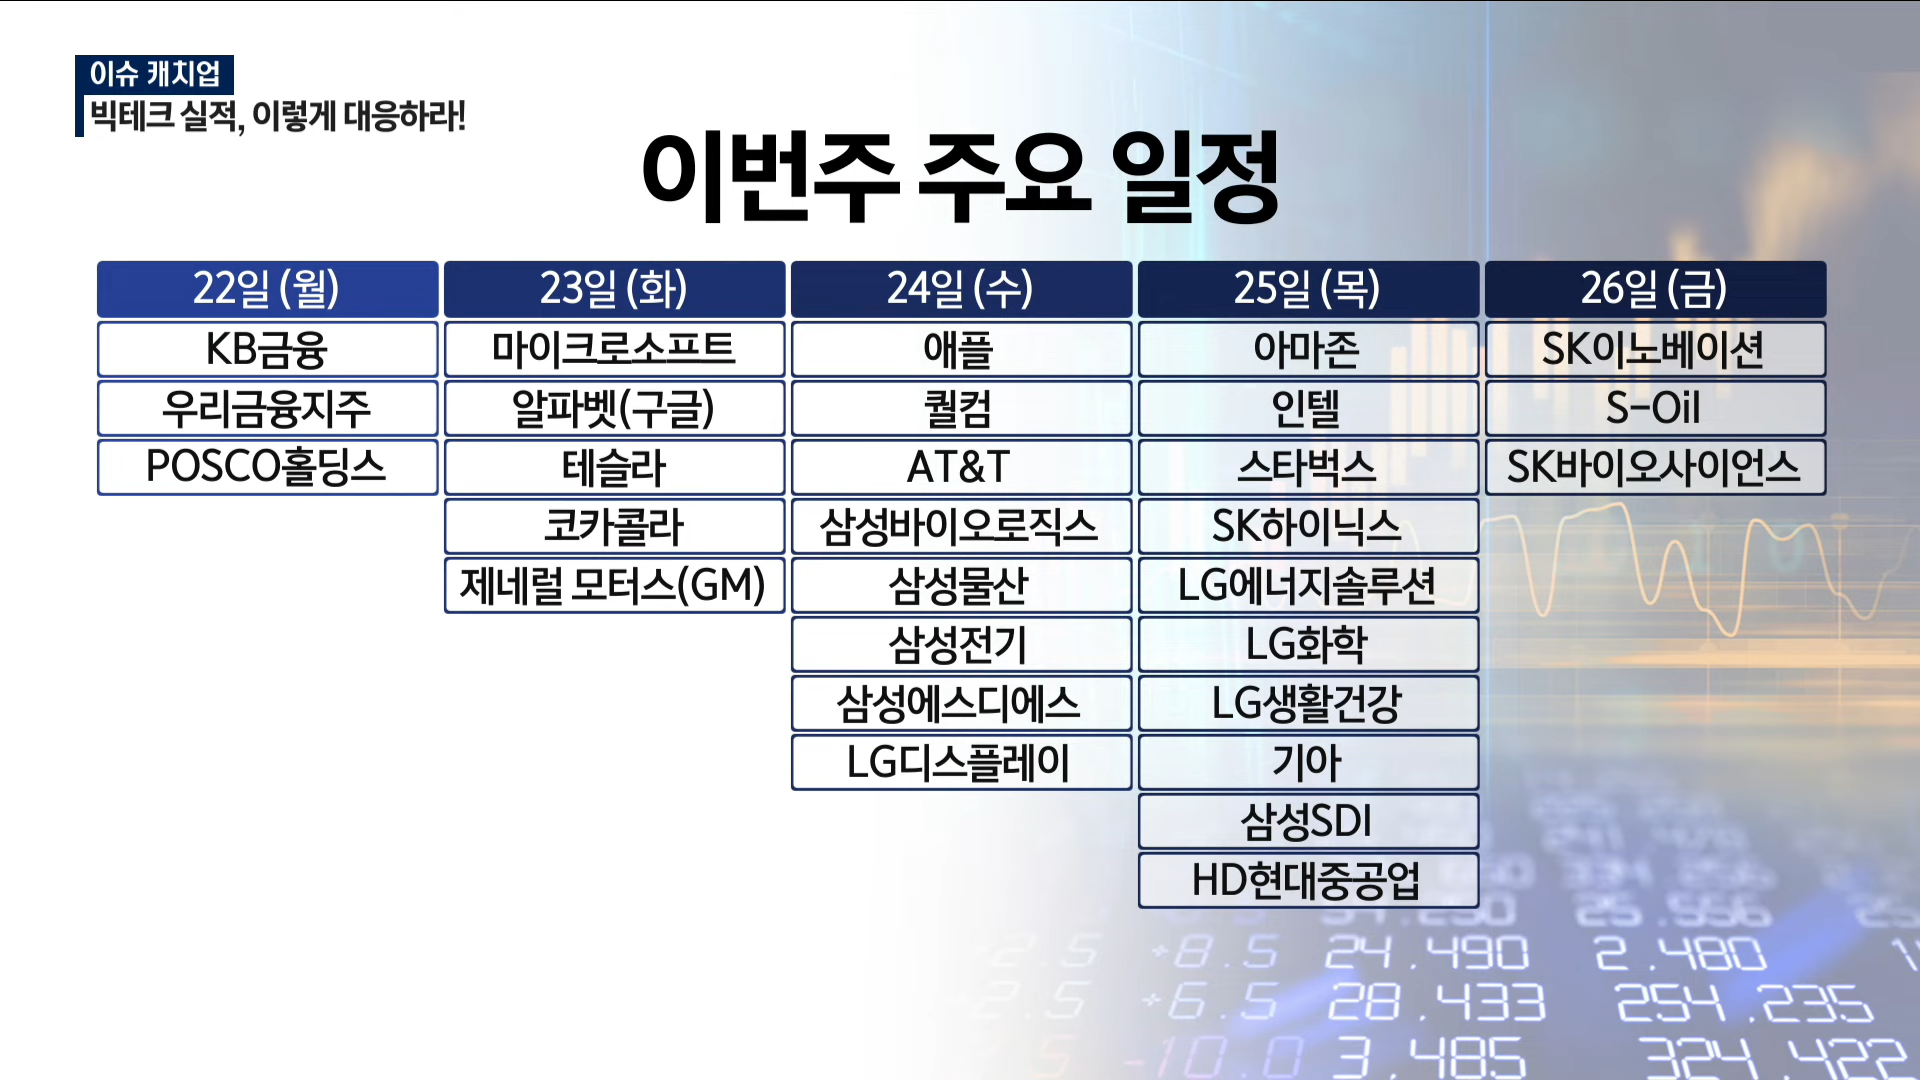 이슈 캐치업
빅테크 실적, 이렇게 대응하라!
이번주 주요 일정
22일 (월)
KB금융
우리금융지주
POSCO홀딩스
23일 (화)
마이크로소프트
알파벳(구글)
테슬라
코카콜라
제네럴 모터스(GM)
24일 (수)
애플
퀄컴
AT&T
삼성바이오로직스
삼성물산
삼성전기
삼성에스디에스
LG디스플레이
25일 (목)
아마존
인텔
스타벅스
SK하이닉스
LG에너지솔루션
LG화학
LG생활건강
기아
삼성SDI
HD현대중공업
26일 (금)
SK이노베이션
S-Oil
SK바이오사이언스
-2.5 +8.5 24.490 2.480
-2.5 +6.5 28.433 254.235
5 -10.0 3.485 324.422